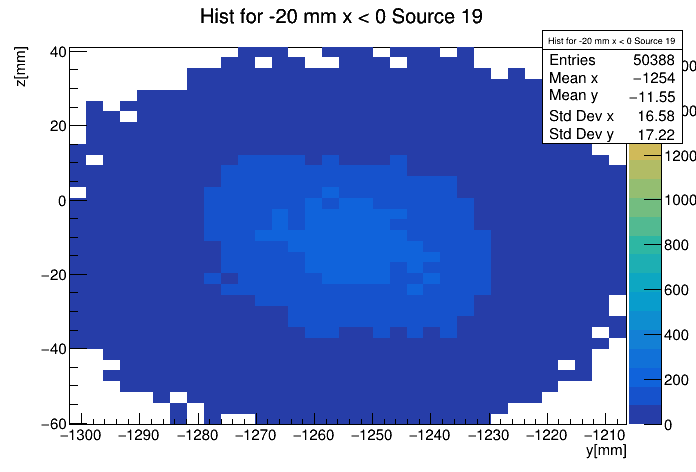 Hist for -20 mm x < 0 Source 19
Hist for -20 mm x < 0 Source 19
Entries 50388
Mean x −1254
Mean y −11.55
Std Dev x 16.58
Std Dev y 17.22
z[mm]
40
20
0
−20
−40
−60
−1300 −1290 −1280 −1270 −1260 −1250 −1240 −1230 −1220 −1210
y[mm]
1200
1000
800
600
400
200
0